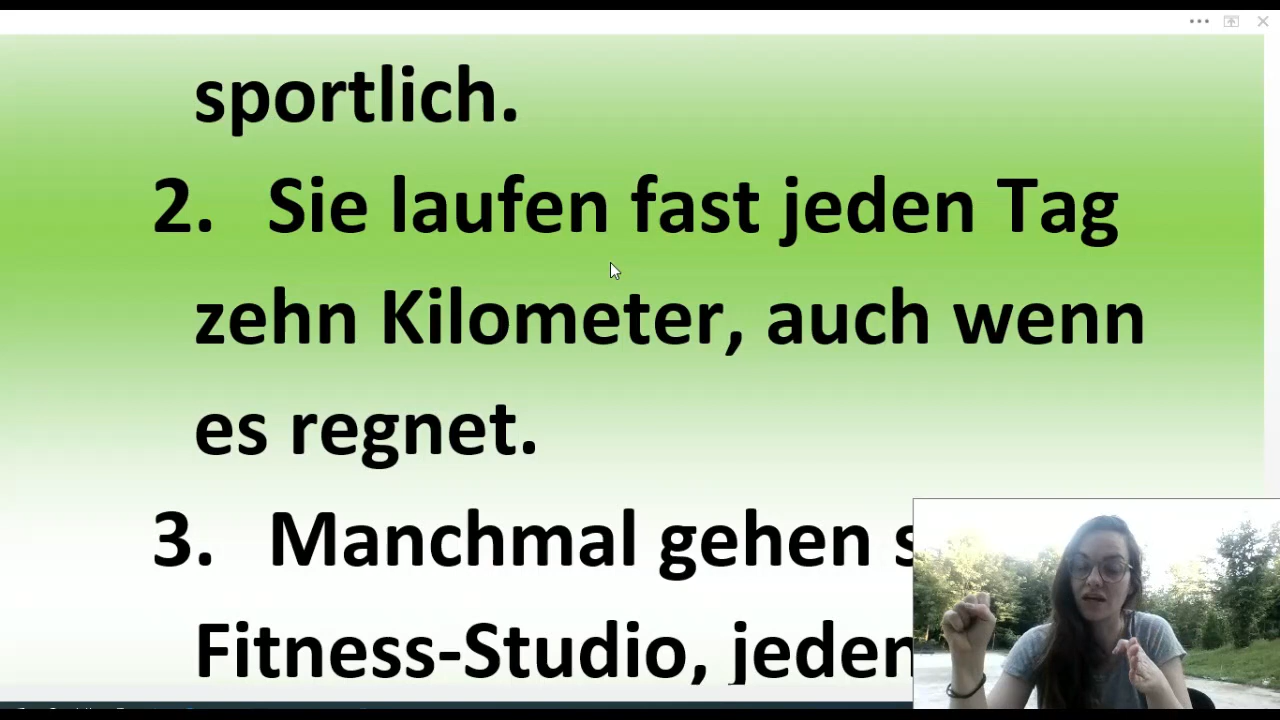 sportlich.
2. Sie laufen fast jeden Tag
zehn Kilometer, auch wenn
es regnet.
3. Manchmal gehen
Fitness-Studio, jeden